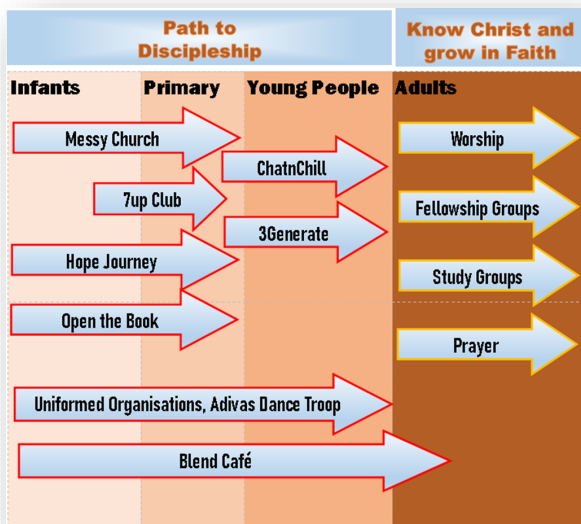 Path to
Discipleship
Know Christ and
grow in Faith
Infants
Primary
Young People
Adults
Messy Church
ChatnChill
Worship
7up Club
Fellowship Groups
3Generate
Hope Journey
Study Groups
Open the Book
Prayer
Uniformed Organisations, Adivas Dance Troop
Blend Café